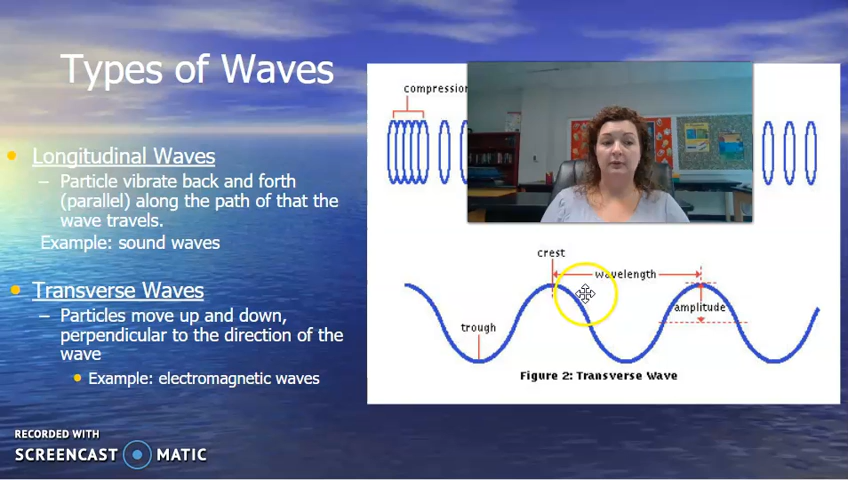 Types of Waves
Longitudinal Waves
– Particle vibrate back and forth
(parallel) along the path of that the
wave travels.
Example: sound waves
Transverse Waves
– Particles move up and down,
perpendicular to the direction of the
wave
Example: electromagnetic waves
compression
crest
wavelength
trough
amplitude
Figure 2: Transverse Wave
RECORDED WITH
SCREENCAST MATIC